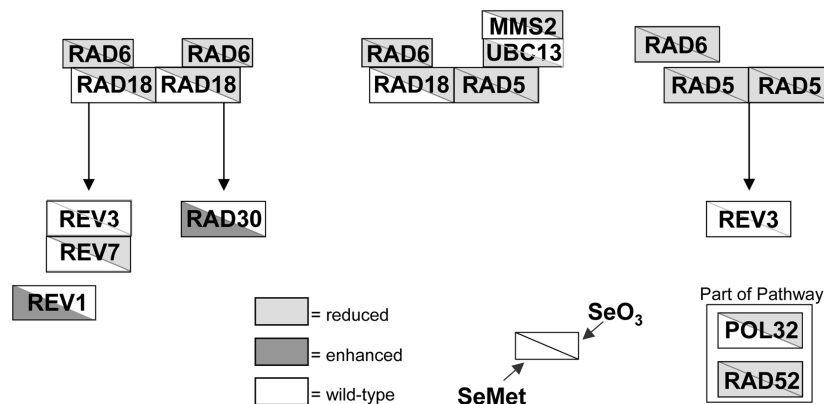 MMS2
RAD6 RAD6 RAD6 UBC13 RAD6
RAD18 RAD18 RAD18 RAD5 RAD5 RAD5
REV3 RAD30 REV3
REV7
REV1
Part of Pathway
= reduced SeO3 POL32
= enhanced RAD52
= wild-type SeMet